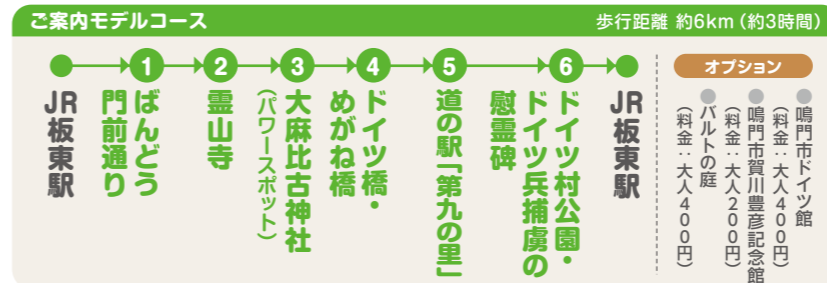 ご案内モデルコース
歩行距離 約6km（約3時間）
JR板東駅
1
ばんどう
門前通り
2
霊山寺
3
大麻比古神社
（パワースポット）
4
ドイツ橋・
めがね橋
5
道の駅「第九の里」
6
ドイツ村公園・
ドイツ兵捕虜の
慰霊碑
JR板東駅
オプション
鳴門市ドイツ館
（料金：大人400円）
鳴門市賀川豊彦記念館
（料金：大人200円）
バルトの庭
（料金：大人400円）